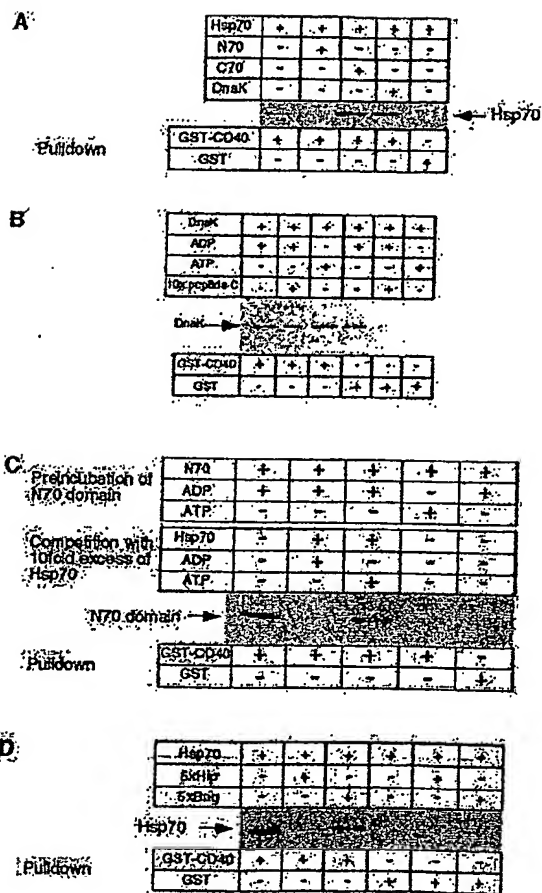 A
Hsp70 + + + + +
N70 - + - - -
C70 - - + - -
DnaK - - - + -
Hsp70
Pulldown
GST-CD40 + + + + -
GST - - - - +
B
DnaK + + + + + +
ADP + + - + + -
ATP - - + - - +
10x peptide C - + - - + -
DnaK
GST-CD40 + + + - - -
GST - - - + + +
C
Preincubation of
N70 domain
N70 + + + + +
ADP + + + - +
ATP - - - + -
Competition with
10fold excess of
Hsp70
Hsp70 - + + - -
ADP - + - - -
ATP - - + - -
N70 domain
Pulldown
GST-CD40 + + + + -
GST - - - - +
D
Hsp70 + + + + + +
5xHip
5xBag
Hsp70
Pulldown
GST-CD40 + + + - - -
GST - - - + + +